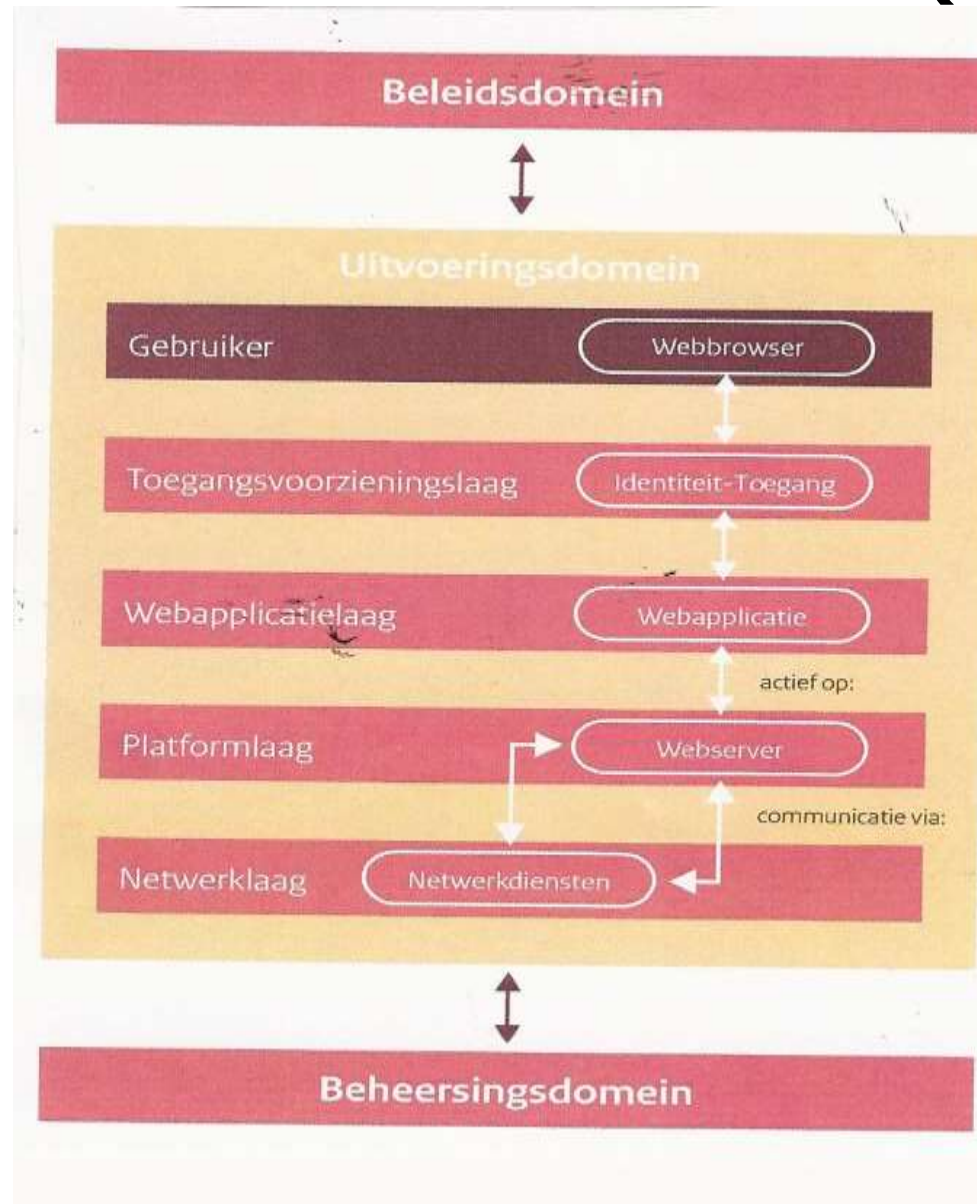 Beleidsdomein
Uitvoeringsdomein
Gebruiker
Webbrowser
Toegangsvoorzieningslaag
Identiteit-Toegang
Webapplicatielaag
Webapplicatie
actief op:
Platformlaag
Webserver
communicatie via:
Netwerklaag
Netwerkdiensten
Beheersingsdomein